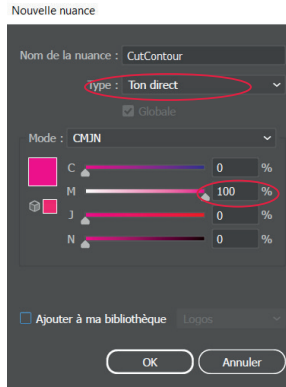 Nouvelle nuance
Nom de la nuance : CutContour
Type : Ton direct
Globale
Mode : CMJN
C 0 %
M 100 %
J 0 %
N 0 %
Ajouter à ma bibliothèque Logos
OK Annuler